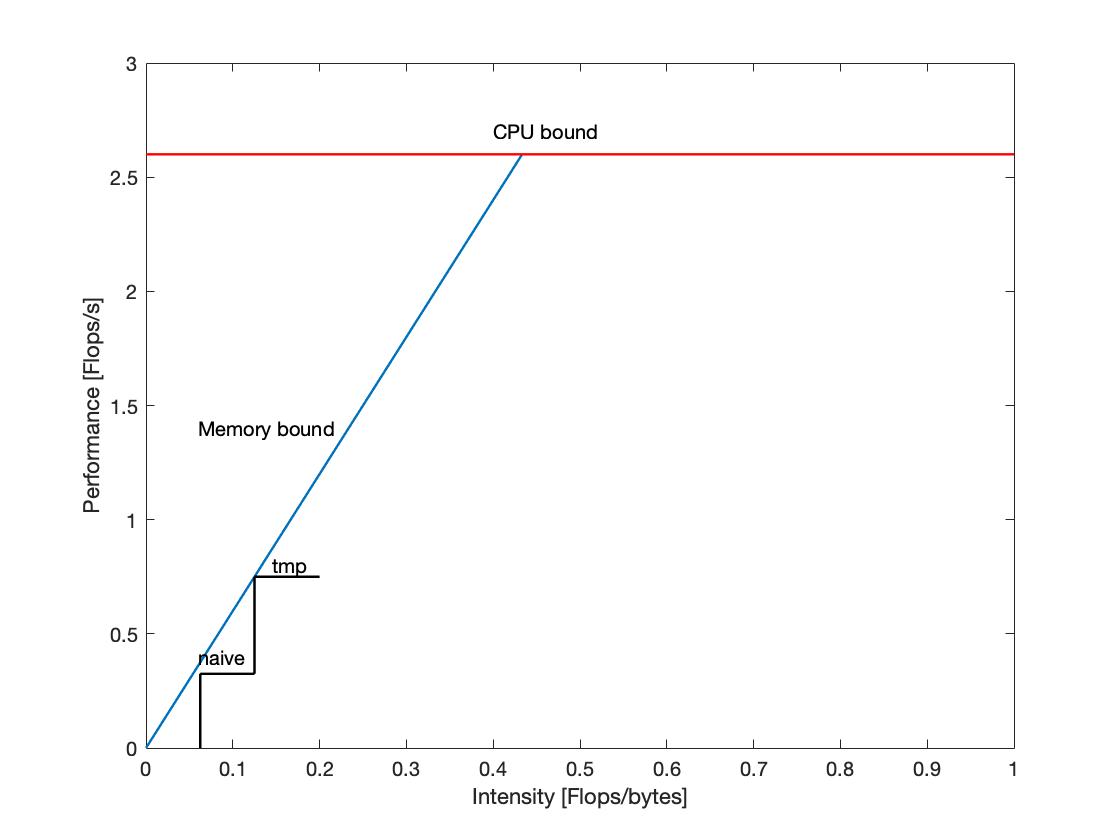 3
CPU bound
2.5
2
Performance [Flops/s]
1.5
Memory bound
1
tmp
0.5
naive
0
0 0.1 0.2 0.3 0.4 0.5 0.6 0.7 0.8 0.9 1
Intensity [Flops/bytes]